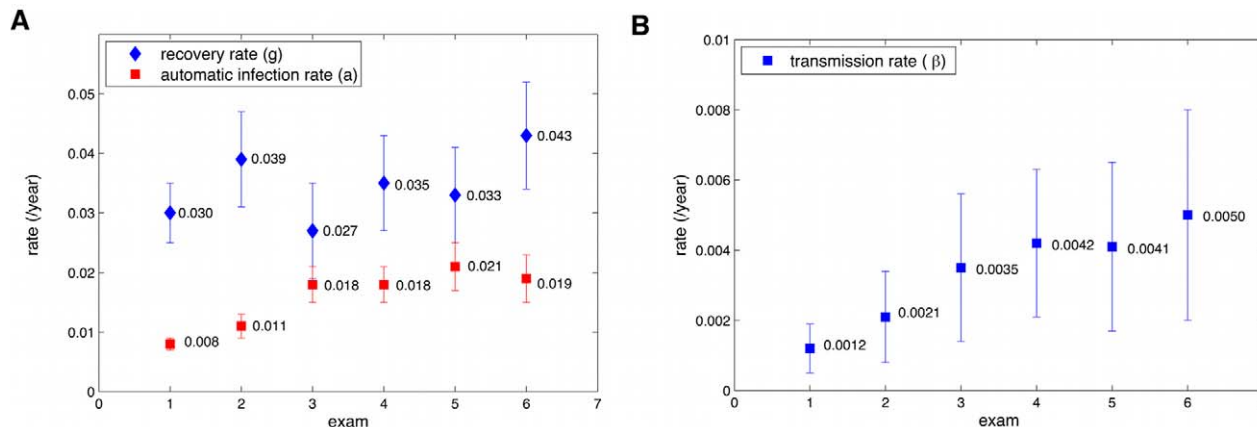 A
recovery rate (g)
automatic infection rate (a)
0.05
0.04
0.03
0.02
0.01
0
rate (/year)
0.030
0.039
0.027
0.035
0.033
0.043
0.008
0.011
0.018
0.018
0.021
0.019
0 1 2 3 4 5 6 7
exam
B
transmission rate ( β)
0.01
0.008
0.006
0.004
0.002
0
rate (/year)
0.0012
0.0021
0.0035
0.0042
0.0041
0.0050
0 1 2 3 4 5 6
exam